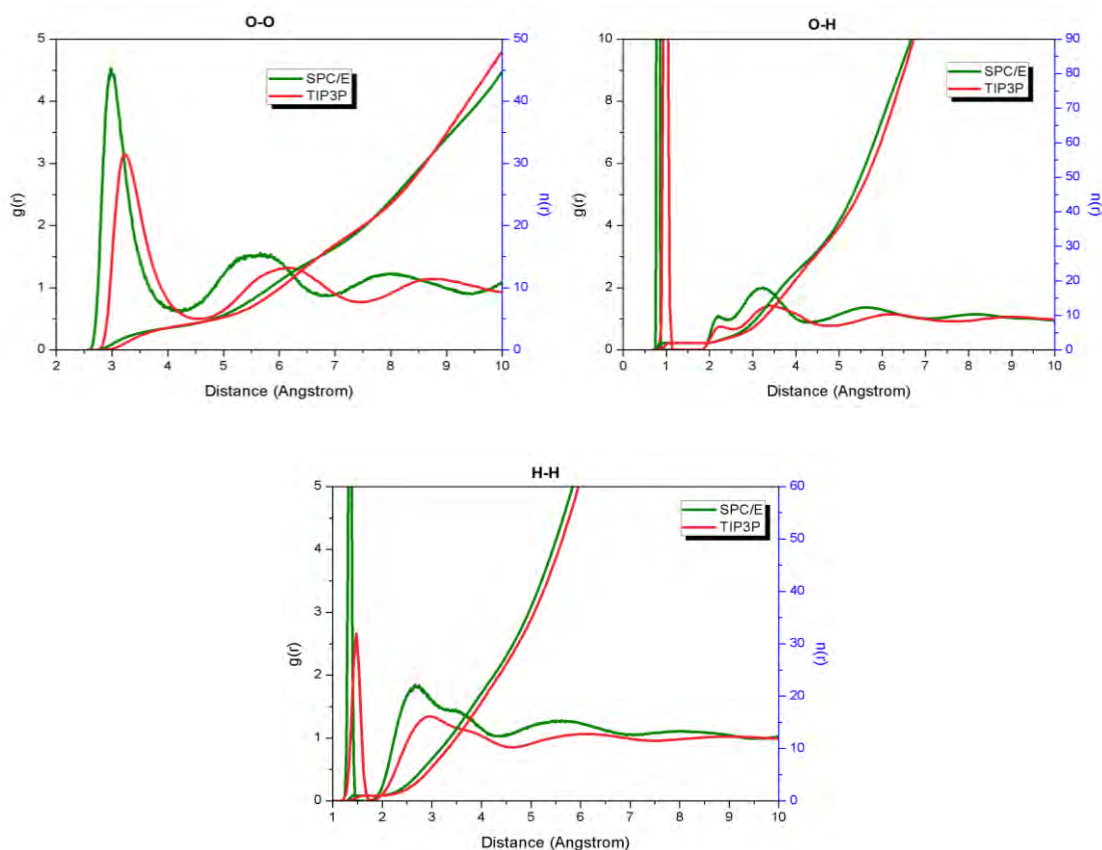 O-O
5
4
3
2
1
0
g(r)
50
40
30
20
10
0
n(r)
SPC/E
TIP3P
2 3 4 5 6 7 8 9 10
Distance (Angstrom)
O-H
10
8
6
4
2
0
g(r)
90
80
70
60
50
40
30
20
10
0
n(r)
SPC/E
TIP3P
0 1 2 3 4 5 6 7 8 9 10
Distance (Angstrom)
H-H
5
4
3
2
1
0
g(r)
60
50
40
30
20
10
0
n(r)
SPC/E
TIP3P
1 2 3 4 5 6 7 8 9 10
Distance (Angstrom)